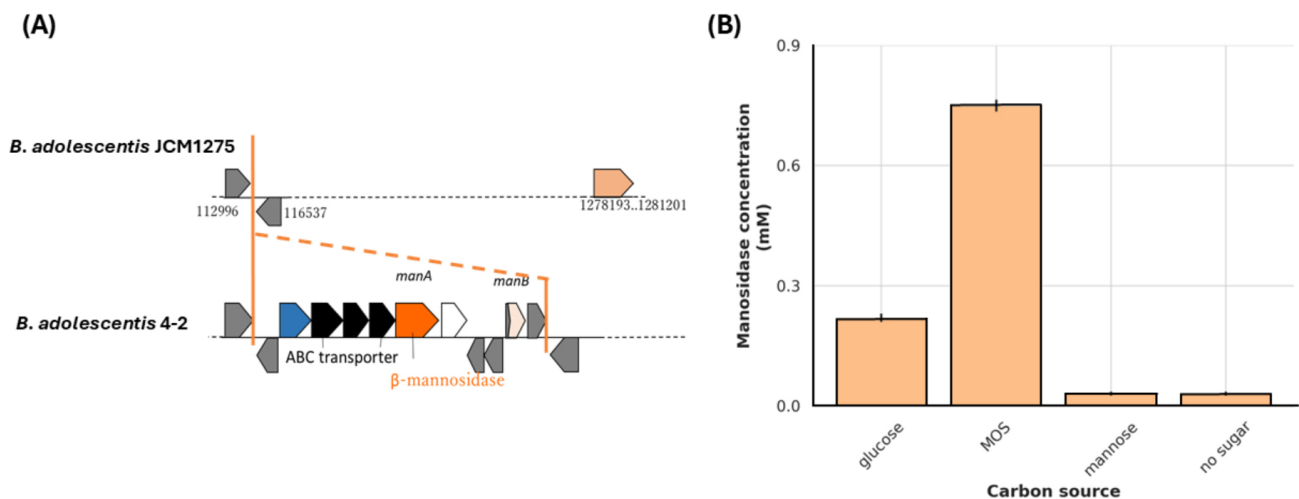 (A)
B. adolescentis JCM1275
112996
116537
1278193..1281201
manA
manB
B. adolescentis 4-2
ABC transporter
β-mannosidase
(B)
Manosidase concentration
(mM)
0.9
0.6
0.3
0.0
glucose
MOS
mannose
no sugar
Carbon source